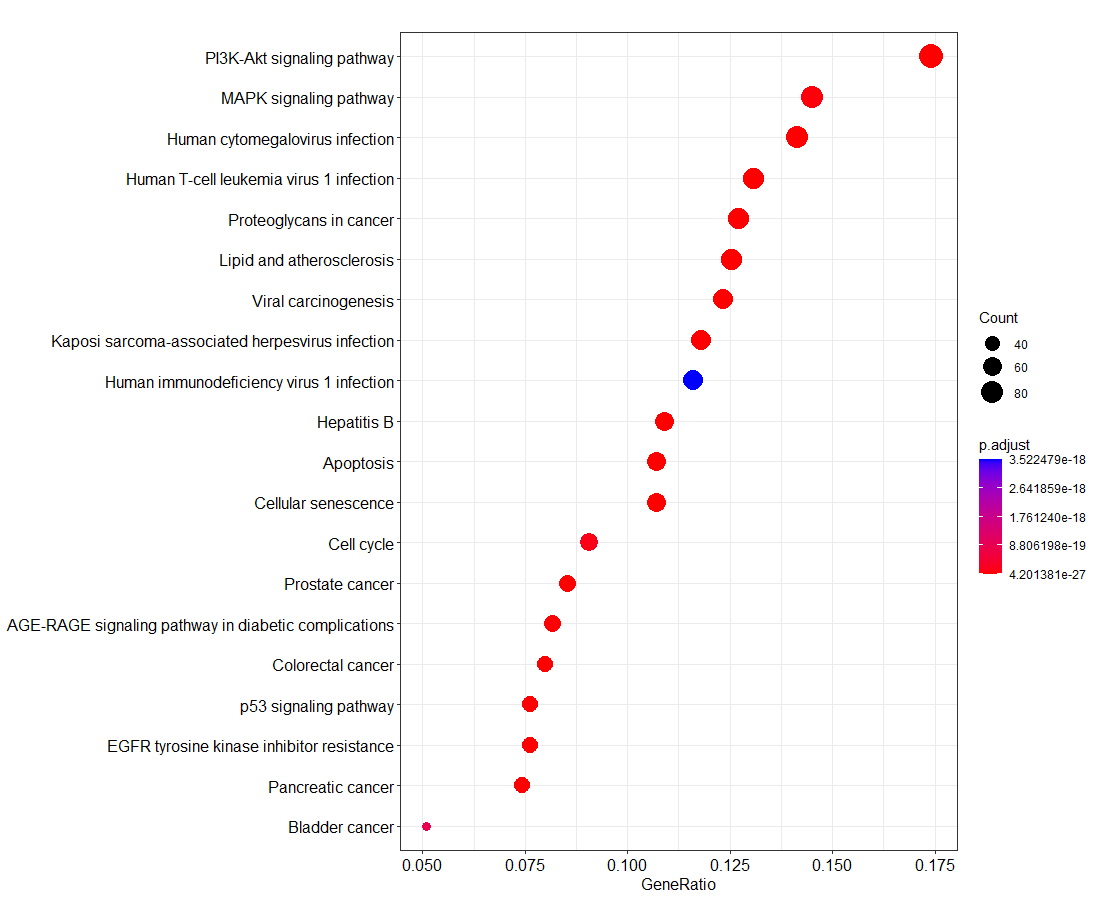 PI3K-Akt signaling pathway
MAPK signaling pathway
Human cytomegalovirus infection
Human T-cell leukemia virus 1 infection
Proteoglycans in cancer
Lipid and atherosclerosis
Viral carcinogenesis
Kaposi sarcoma-associated herpesvirus infection
Human immunodeficiency virus 1 infection
Hepatitis B
Apoptosis
Cellular senescence
Cell cycle
Prostate cancer
AGE-RAGE signaling pathway in diabetic complications
Colorectal cancer
p53 signaling pathway
EGFR tyrosine kinase inhibitor resistance
Pancreatic cancer
Bladder cancer
0.050 0.075 0.100 0.125 0.150 0.175
GeneRatio
Count
40
60
80
p.adjust
3.522479e-18
2.641859e-18
1.761240e-18
8.806198e-19
4.201381e-27